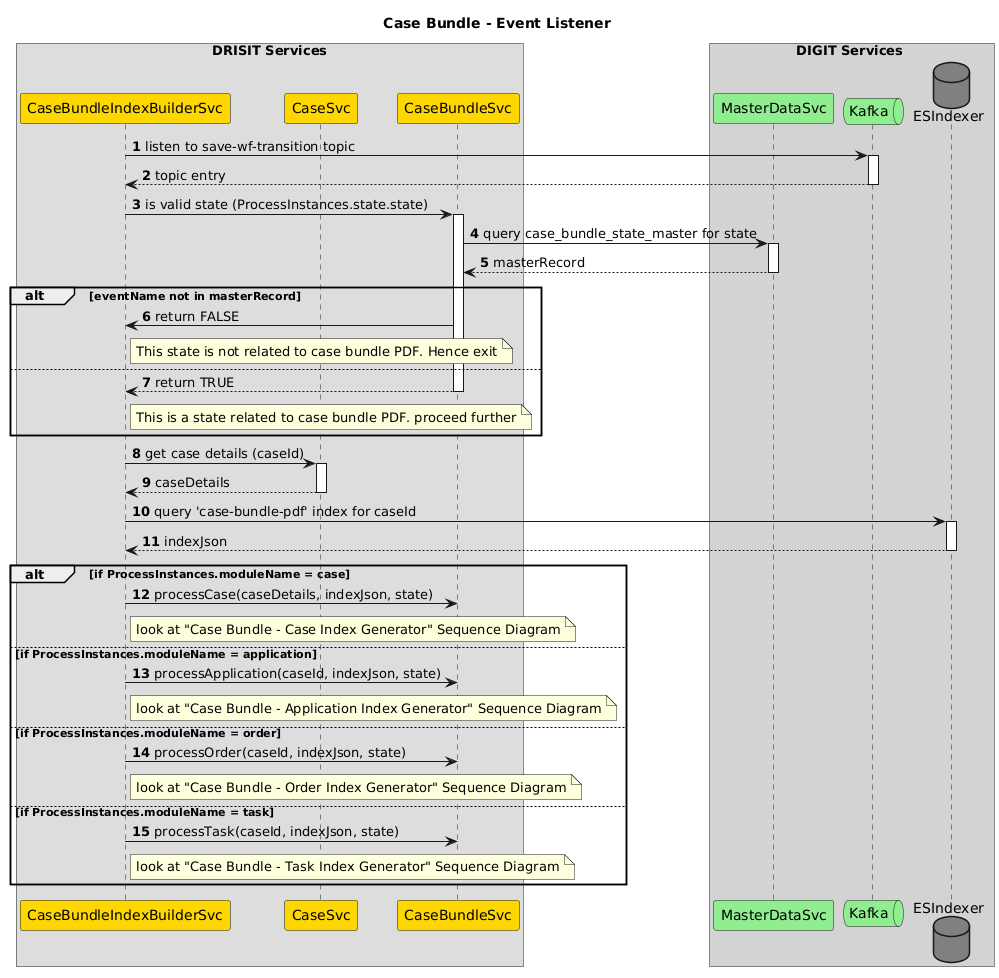 Case Bundle - Event Listener
DRISIT Services
DIGIT Services
CaseBundleIndexBuilderSvc
CaseSvc
CaseBundleSvc
MasterDataSvc
Kafka
ESIndexer
1 listen to save-wf-transition topic
2 topic entry
3 is valid state (ProcessInstances.state.state)
4 query case_bundle_state_master for state
5 masterRecord
alt [eventName not in masterRecord]
6 return FALSE
This state is not related to case bundle PDF. Hence exit
7 return TRUE
This is a state related to case bundle PDF. proceed further
8 get case details (caseId)
9 caseDetails
10 query 'case-bundle-pdf' index for caseId
11 indexJson
alt [if ProcessInstances.moduleName = case]
12 processCase(caseDetails, indexJson, state)
look at "Case Bundle - Case Index Generator" Sequence Diagram
[if ProcessInstances.moduleName = application]
13 processApplication(caseId, indexJson, state)
look at "Case Bundle - Application Index Generator" Sequence Diagram
[if ProcessInstances.moduleName = order]
14 processOrder(caseId, indexJson, state)
look at "Case Bundle - Order Index Generator" Sequence Diagram
[if ProcessInstances.moduleName = task]
15 processTask(caseId, indexJson, state)
look at "Case Bundle - Task Index Generator" Sequence Diagram
CaseBundleIndexBuilderSvc
CaseSvc
CaseBundleSvc
MasterDataSvc
Kafka
ESIndexer